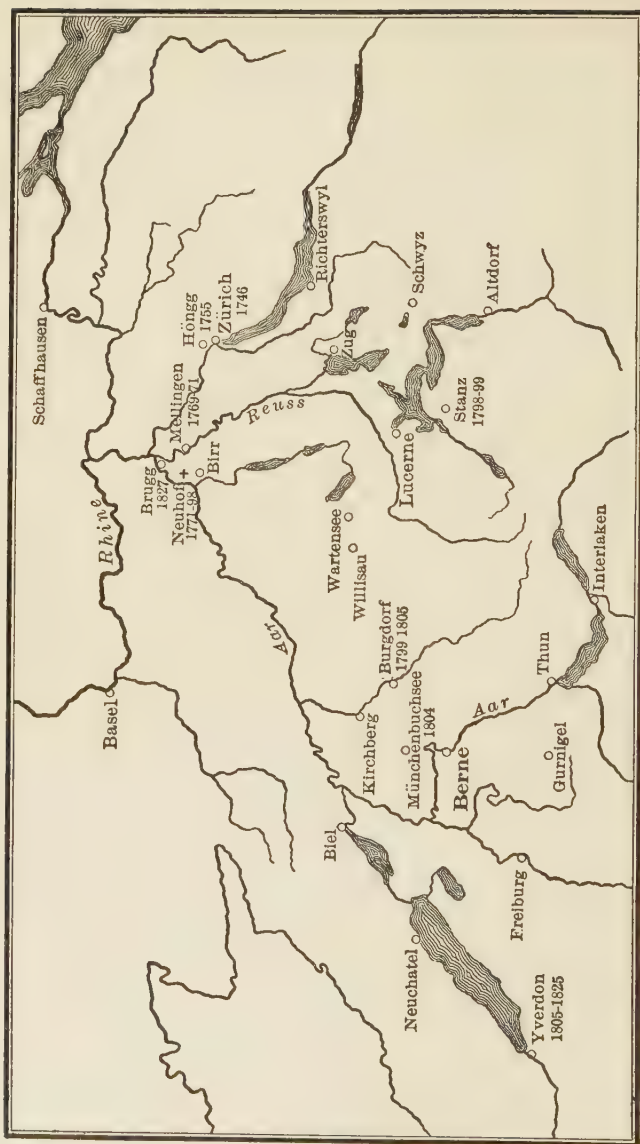 Schaffhausen
Rhine
Basel
Höngg
1755
Zürich
1746
Mellingen
1769-71
Brugg
1827
Neuhof +
1771-98
Birr
Reuss
Richterswyl
Zug
Schwyz
Altdorf
Stanz
1798-99
Lucerne
Wartensee
Willisau
Aar
Burgdorf
1799 1805
Kirchberg
Münchenbuchsee
1804
Berne
Aar
Thun
Interlaken
Gurnigel
Biel
Neuchatel
Freiburg
Yverdon
1805-1825